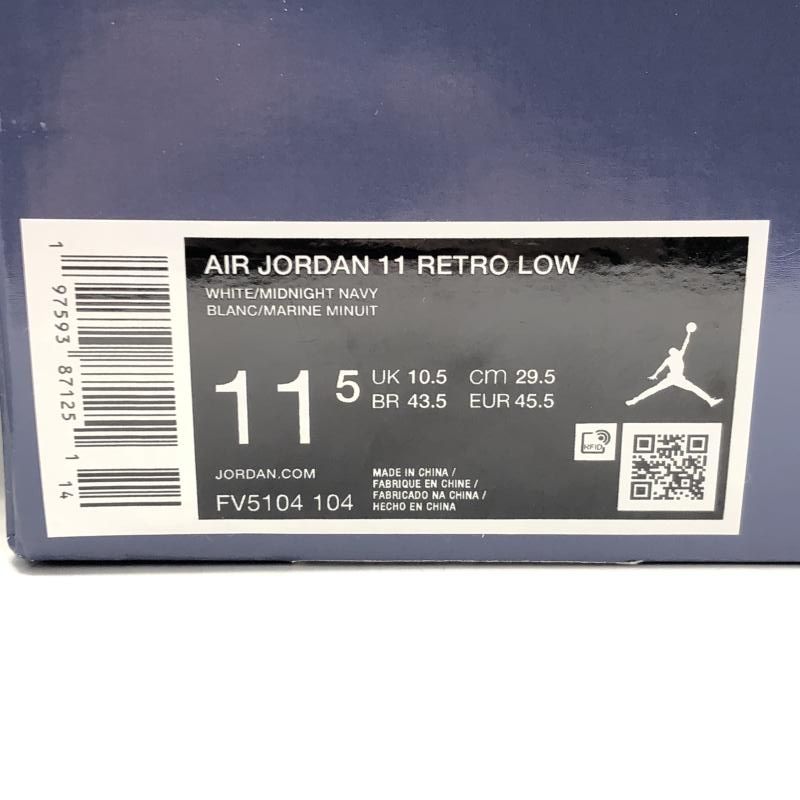 AIR JORDAN 11 RETRO LOW
WHITE/MIDNIGHT NAVY
BLANC/MARINE MINUIT
11 5
UK 10.5 cm 29.5
BR 43.5 EUR 45.5
RFID
JORDAN.COM
FV5104 104
MADE IN CHINA /
FABRIQUE EN CHINE /
FABRICADO NA CHINA /
HECHO EN CHINA
1 97593 87125 1 14